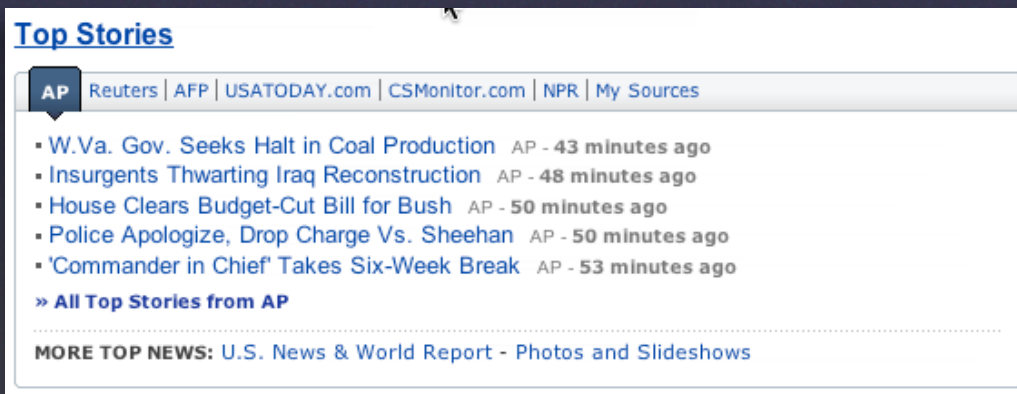 Top Stories
AP Reuters | AFP | USATODAY.com | CSMonitor.com | NPR | My Sources
▪ W.Va. Gov. Seeks Halt in Coal Production AP - 43 minutes ago
▪ Insurgents Thwarting Iraq Reconstruction AP - 48 minutes ago
▪ House Clears Budget-Cut Bill for Bush AP - 50 minutes ago
▪ Police Apologize, Drop Charge Vs. Sheehan AP - 50 minutes ago
▪ 'Commander in Chief' Takes Six-Week Break AP - 53 minutes ago
» All Top Stories from AP
MORE TOP NEWS: U.S. News & World Report - Photos and Slideshows